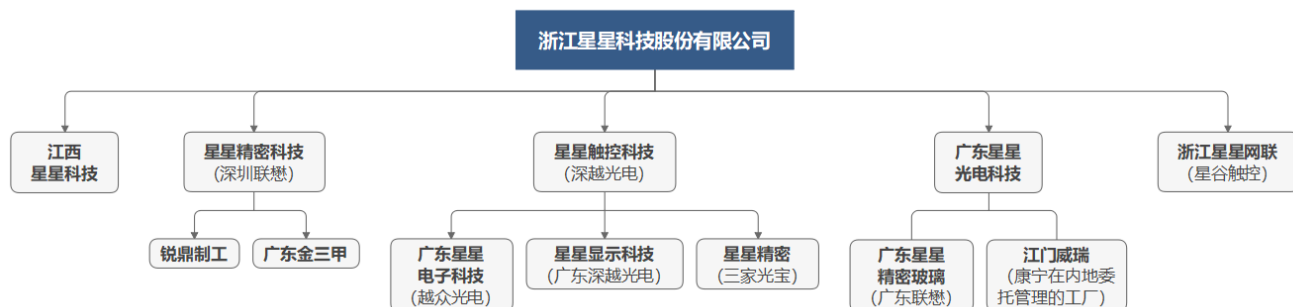 浙江星星科技股份有限公司
江西
星星科技
星星精密科技
（深圳联懋）
星星触控科技
（深越光电）
广东星星
光电科技
浙江星星网联
（星谷触控）
锐鼎制工
广东金三甲
广东星星
电子科技
（越众光电）
星星显示科技
（广东深越光电）
星星精密
（三家光宝）
广东星星
精密玻璃
（广东联懋）
江门威瑞
（康宁在内地委
托管理的工厂）